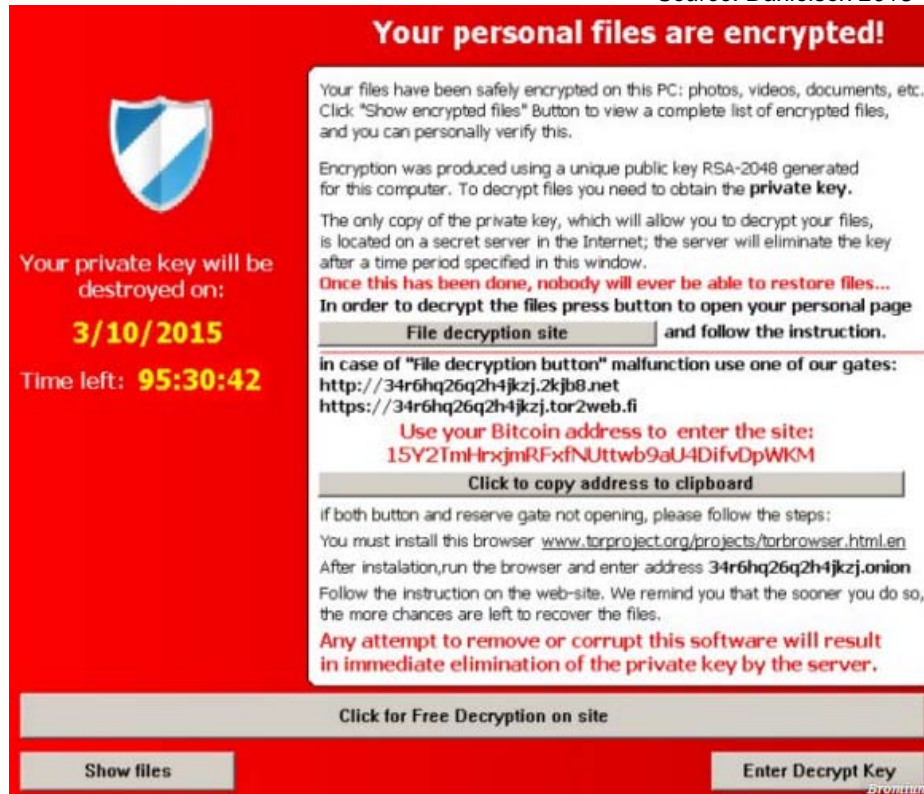 Your personal files are encrypted!
Your files have been safely encrypted on this PC: photos, videos, documents, etc.
Click "Show encrypted files" Button to view a complete list of encrypted files,
and you can personally verify this.
Encryption was produced using a unique public key RSA-2048 generated
for this computer. To decrypt files you need to obtain the private key.
The only copy of the private key, which will allow you to decrypt your files,
is located on a secret server in the Internet; the server will eliminate the key
after a time period specified in this window.
Once this has been done, nobody will ever be able to restore files...
In order to decrypt the files press button to open your personal page
File decryption site and follow the instruction.
in case of "File decryption button" malfunction use one of our gates:
http://34r6hq26q2h4jkzj.2kjb8.net
https://34r6hq26q2h4jkzj.tor2web.fi
Use your Bitcoin address to enter the site:
15Y2TmHrxjmRFxfNUttwb9aU4DifvDpWKM
Click to copy address to clipboard
if both button and reserve gate not opening, please follow the steps:
You must install this browser www.torproject.org/projects/torbrowser.html.en
After instalation,run the browser and enter address 34r6hq26q2h4jkzj.onion
Follow the instruction on the web-site. We remind you that the sooner you do so,
the more chances are left to recover the files.
Any attempt to remove or corrupt this software will result
in immediate elimination of the private key by the server.
Your private key will be
destroyed on:
3/10/2015
Time left: 95:30:42
Click for Free Decryption on site
Show files
Enter Decrypt Key